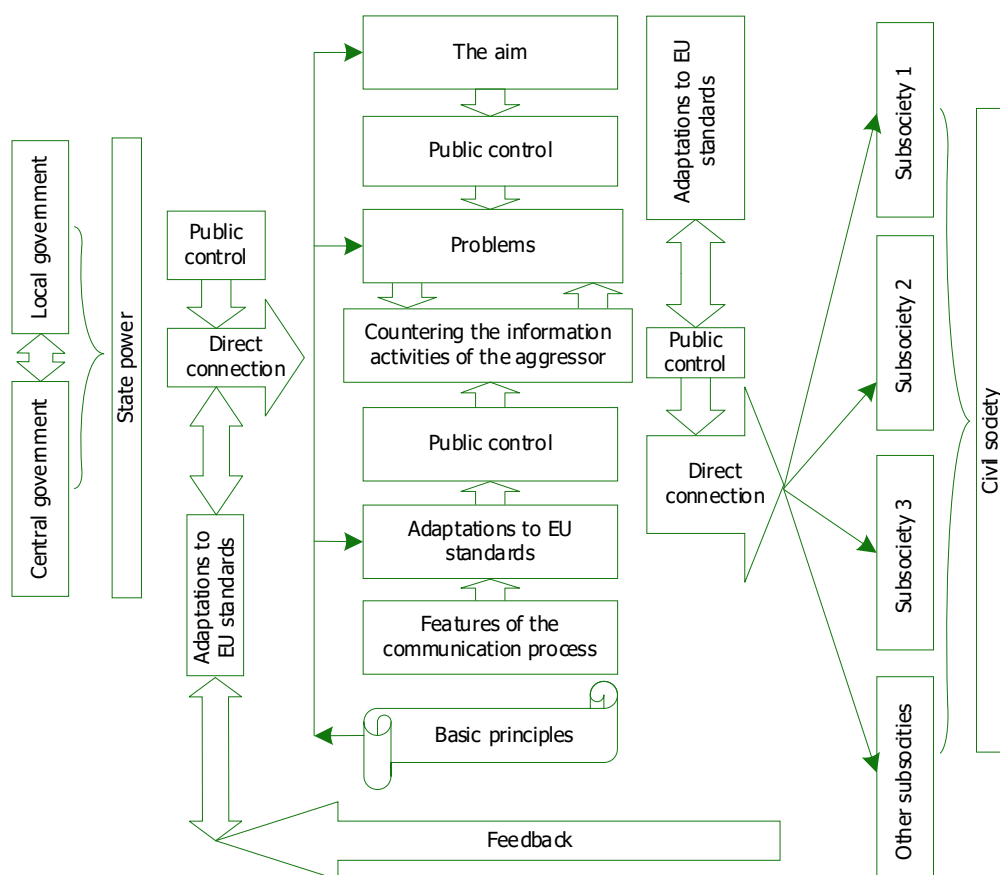 Local government
Central government
State power
Public
control
Direct
connection
Adaptations to
EU standards
The aim
Public control
Problems
Countering the information
activities of the aggressor
Public control
Adaptations to EU
standards
Features of the
communication process
Basic principles
Feedback
Adaptations to EU
standards
Public
control
Direct
connection
Subsociety 1
Subsociety 2
Subsociety 3
Other subsocities
Civil society